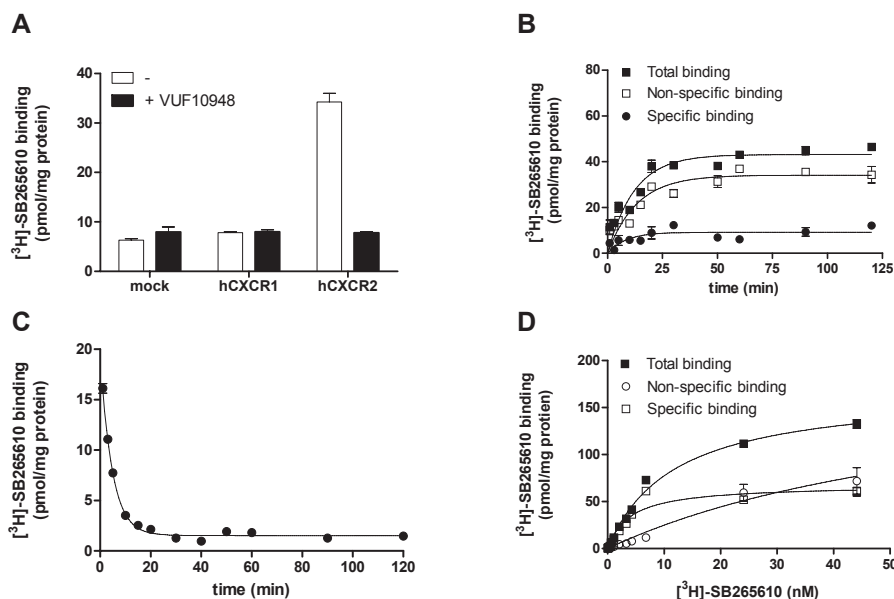 A
[³H]-SB265610 binding
(pmol/mg protein)
-
+ VUF10948
40
30
20
10
0
mock
hCXCR1
hCXCR2
B
[³H]-SB265610 binding
(pmol/mg protein)
Total binding
Non-specific binding
Specific binding
80
60
40
20
0
0
25
50
75
100
125
time (min)
C
[³H]-SB265610 binding
(pmol/mg protein)
20
15
10
5
0
0
20
40
60
80
100
120
time (min)
D
[³H]-SB265610 binding
(pmol/mg protien)
Total binding
Non-specific binding
Specific binding
200
150
100
50
0
0
10
20
30
40
50
[³H]-SB265610 (nM)